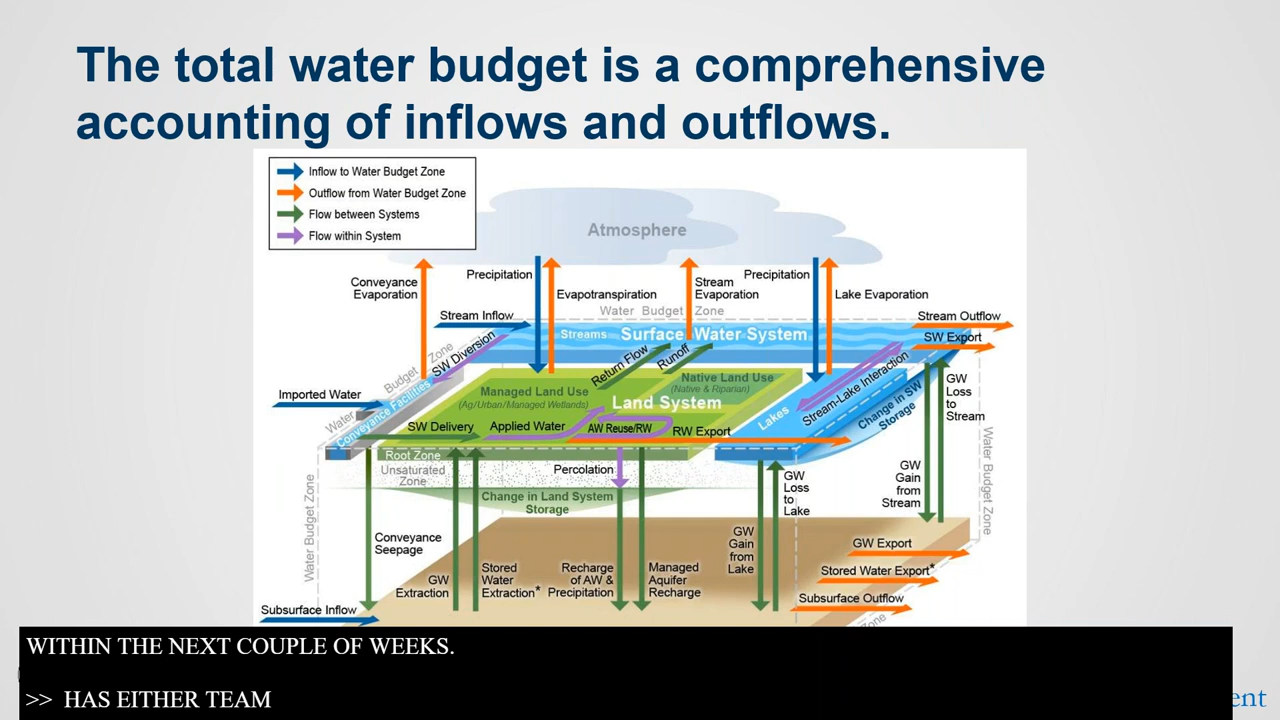 The total water budget is a comprehensive
accounting of inflows and outflows.
Inflow to Water Budget Zone
Outflow from Water Budget Zone
Flow between Systems
Flow within System
Atmosphere
Conveyance
Evaporation
Precipitation
Evapotranspiration
Stream
Evaporation
Precipitation
Lake Evaporation
Water Budget Zone
Stream Inflow
Stream Outflow
Streams
Surface Water System
SW Export
SW Diversion
Water Budget Zone
Return Flow
Runoff
Stream-Lake Interaction
Imported Water
Conveyance Facilities
Managed Land Use
(Ag/Urban/Managed Wetlands)
Native Land Use
(Native & Riparian)
Land System
Lakes
Change in SW
Storage
GW
Loss
to
Stream
SW Delivery
Applied Water
AW Reuse/RW
RW Export
Root Zone
Unsaturated
Zone
Percolation
Change in Land System
Storage
GW
Loss
to
Lake
GW
Gain
from
Stream
Water Budget Zone
Water Budget Zone
Conveyance
Seepage
GW
Extraction
Stored
Water
Extraction*
Recharge
of AW &
Precipitation
Managed
Aquifer
Recharge
GW
Gain
from
Lake
GW Export
Stored Water Export*
Subsurface Outflow
Subsurface Inflow
Zone
WITHIN THE NEXT COUPLE OF WEEKS.
>> HAS EITHER TEAM
ent